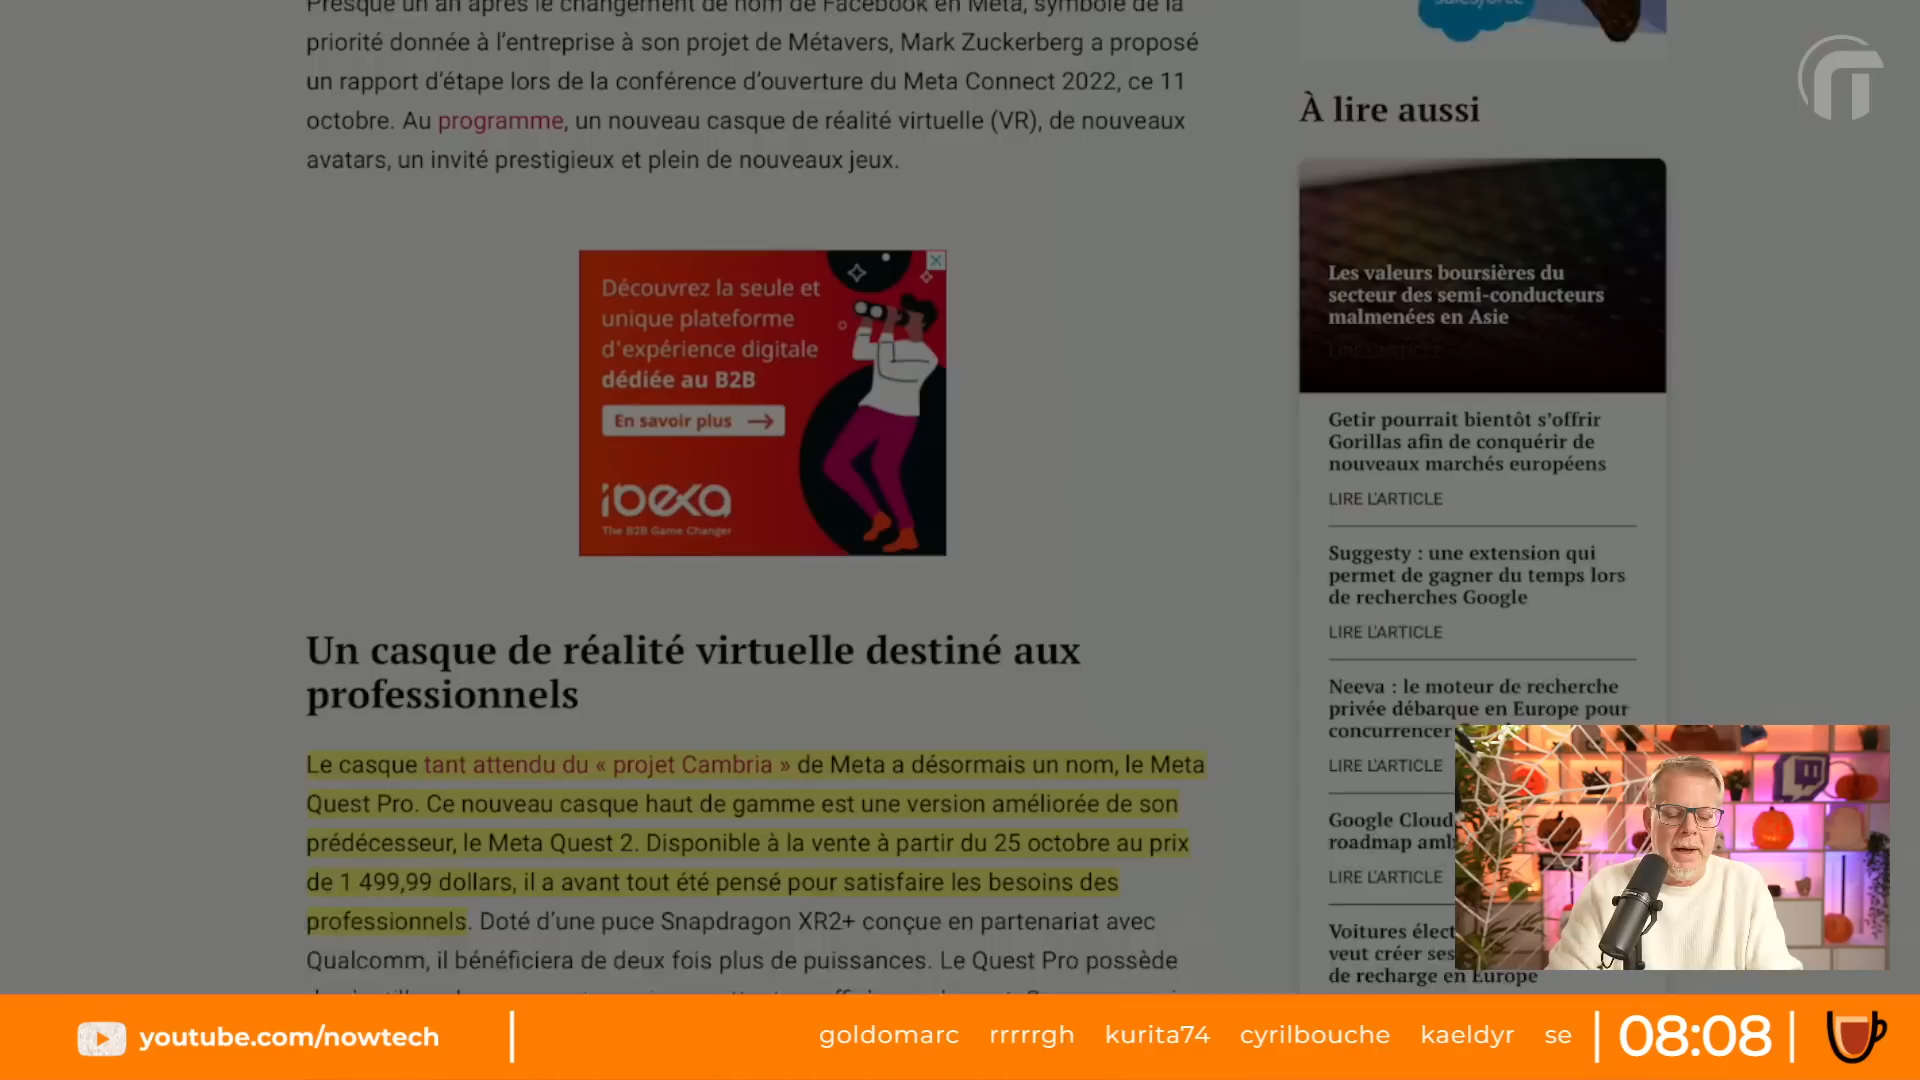 Presque un an après le changement de nom de Facebook en Meta, symbole de la
priorité donnée à l'entreprise à son projet de Métavers, Mark Zuckerberg a proposé
un rapport d'étape lors de la conférence d'ouverture du Meta Connect 2022, ce 11
octobre. Au programme, un nouveau casque de réalité virtuelle (VR), de nouveaux
avatars, un invité prestigieux et plein de nouveaux jeux.
Découvrez la seule et
unique plateforme
d'expérience digitale
dédiée au B2B
En savoir plus
ibexa
The B2B Game Changer
Un casque de réalité virtuelle destiné aux
professionnels
Le casque tant attendu du « projet Cambria » de Meta a désormais un nom, le Meta
Quest Pro. Ce nouveau casque haut de gamme est une version améliorée de son
prédécesseur, le Meta Quest 2. Disponible à la vente à partir du 25 octobre au prix
de 1 499,99 dollars, il a avant tout été pensé pour satisfaire les besoins des
professionnels. Doté d'une puce Snapdragon XR2+ conçue en partenariat avec
Qualcomm, il bénéficiera de deux fois plus de puissances. Le Quest Pro possède
salesforce
À lire aussi
Les valeurs boursières du
secteur des semi-conducteurs
malmenées en Asie
LIRE L'ARTICLE
Getir pourrait bientôt s'offrir
Gorillas afin de conquérir de
nouveaux marchés européens
LIRE L'ARTICLE
Suggesty : une extension qui
permet de gagner du temps lors
de recherches Google
LIRE L'ARTICLE
Neeva : le moteur de recherche
privée débarque en Europe pour
concurrencer
LIRE L'ARTICLE
Google Cloud
roadmap
LIRE L'ARTICLE
Voitures
veut créer ses
de recharge en Europe
youtube.com/nowtech
goldomarc rrrrrgh kurita74 cyrilbouche kaeldyr se
08:08